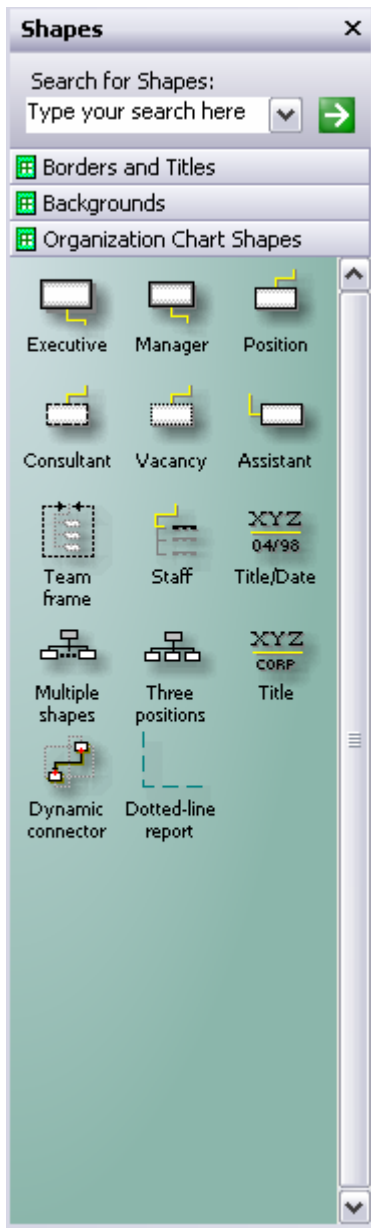 Shapes
Search for Shapes:
Type your search here
Borders and Titles
Backgrounds
Organization Chart Shapes
Executive
Manager
Position
Consultant
Vacancy
Assistant
XYZ
04/98
Team
frame
Staff
Title/Date
XYZ
CORP
Multiple
shapes
Three
positions
Title
Dynamic
connector
Dotted-line
report